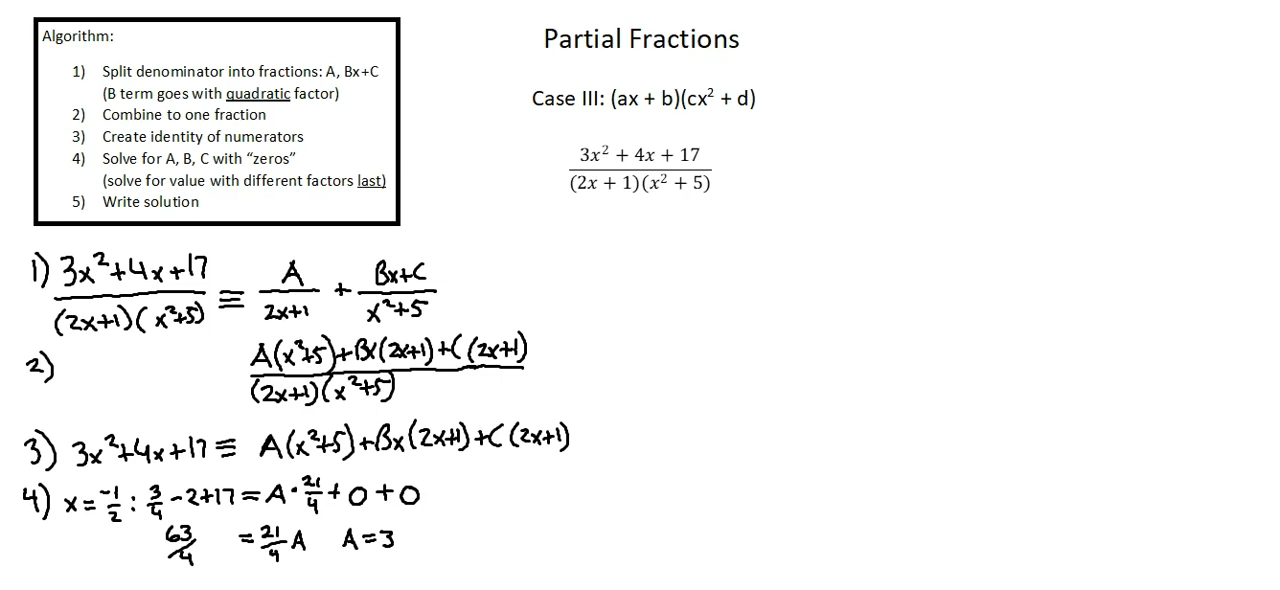 Algorithm:
1) Split denominator into fractions: A, Bx+C
(B term goes with quadratic factor)
2) Combine to one fraction
3) Create identity of numerators
4) Solve for A, B, C with “zeros”
(solve for value with different factors last)
5) Write solution
Partial Fractions
Case III: (ax + b)(cx² + d)
3x² + 4x + 17
(2x + 1)(x² + 5)
1) 3x²+4x+17 / (2x+1)(x²+5) ≡ A / 2x+1 + Bx+C / x²+5
2) A(x²+5)+Bx(2x+1)+C(2x+1) / (2x+1)(x²+5)
3) 3x²+4x+17 ≡ A(x²+5)+Bx(2x+1)+C(2x+1)
4) x=-1/2 : 3/4 -2+17 = A·21/4 + 0 + 0
63/4 = 21/4 A A=3